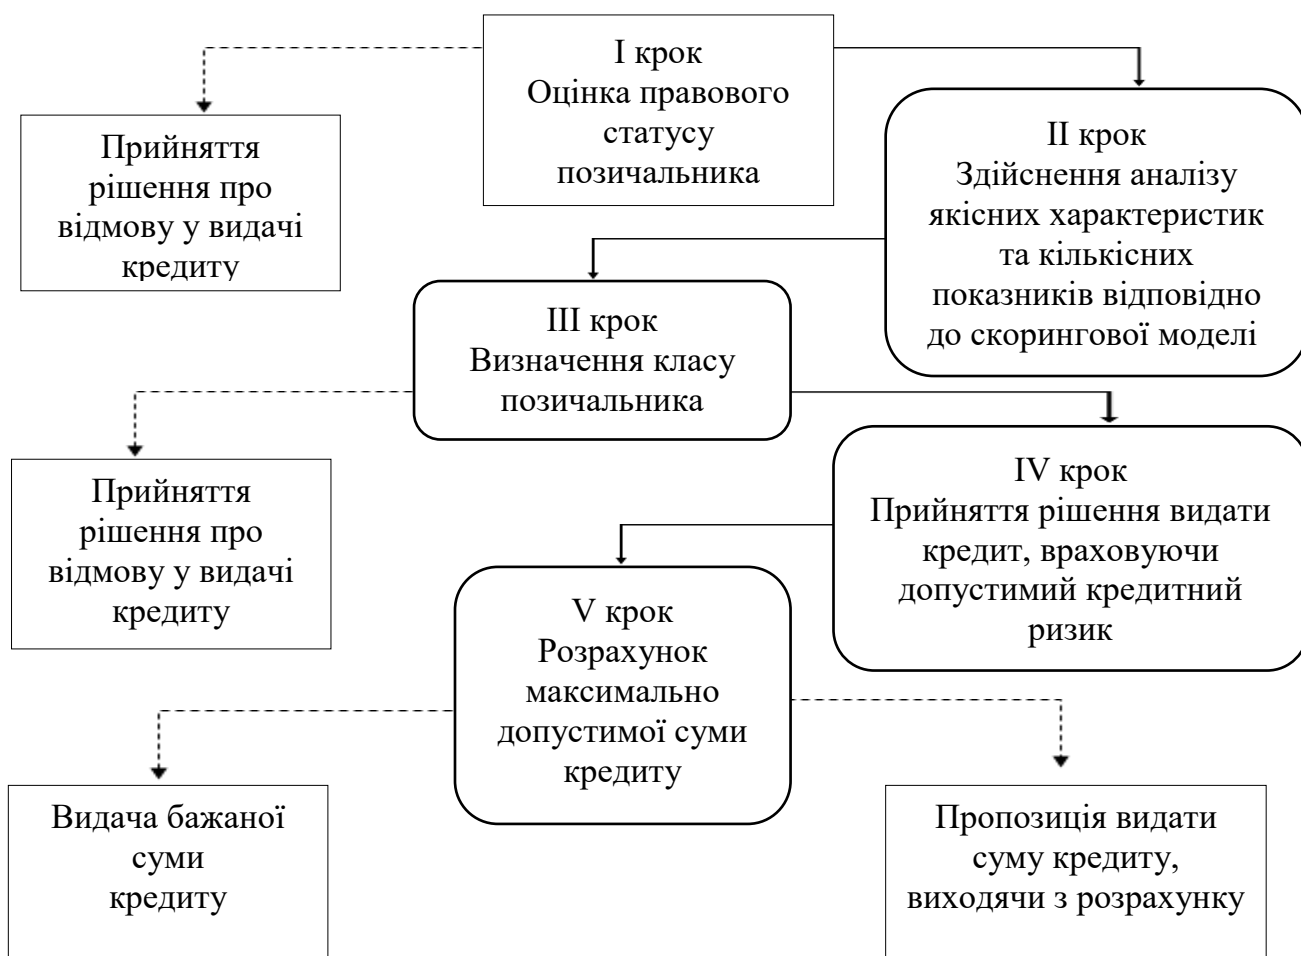 I крок
Оцінка правового
статусу
позичальника
Прийняття
рішення про
відмову у видачі
кредиту
II крок
Здійснення аналізу
якісних характеристик
та кількісних
показників відповідно
до скорингової моделі
III крок
Визначення класу
позичальника
Прийняття
рішення про
відмову у видачі
кредиту
IV крок
Прийняття рішення видати
кредит, враховуючи
допустимий кредитний
ризик
V крок
Розрахунок
максимально
допустимої суми
кредиту
Видача бажаної
суми
кредиту
Пропозиція видати
суму кредиту,
виходячи з розрахунку